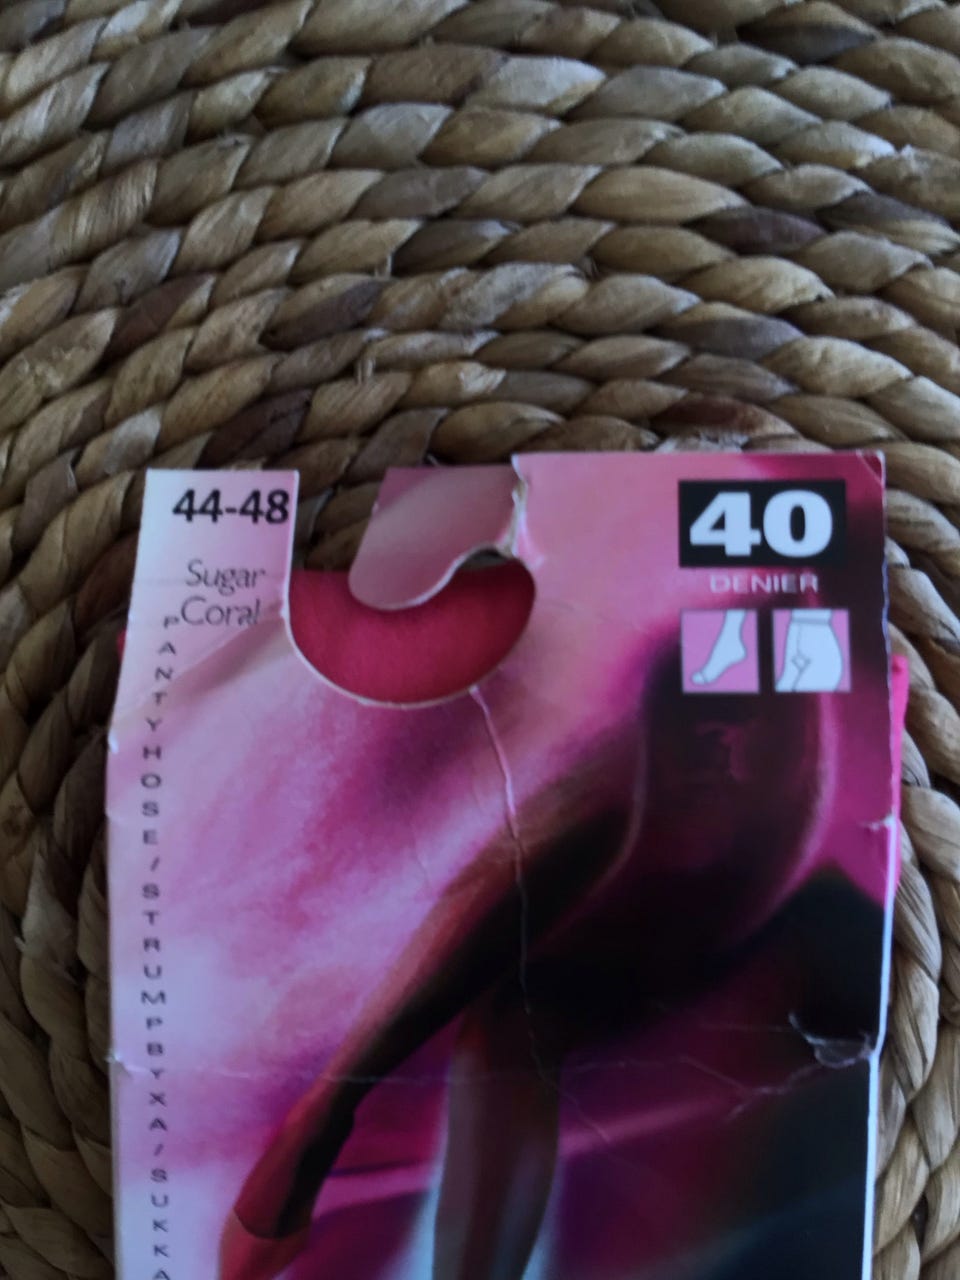 44-48
Sugar
Coral
40
DENIER
PANTYHOSE/STRUMPBYXA/SUKKA